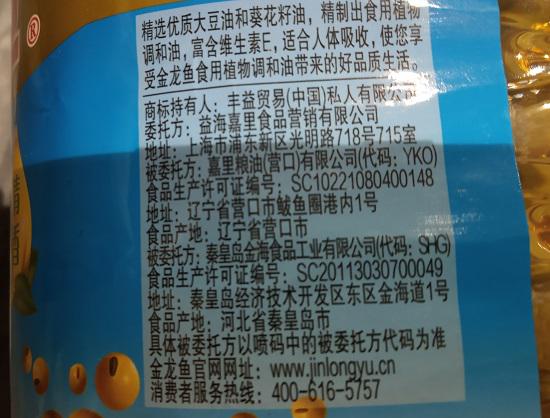 ®
精选优质大豆油和葵花籽油，精制出食用植物
调和油，富含维生素E，适合人体吸收，使您享
受金龙鱼食用植物调和油带来的好品质生活。
商标持有人：丰益贸易(中国)私人有限公司
委托方：益海嘉里食品营销有限公司
地址：上海市浦东新区光明路718号715室
被委托方：嘉里粮油(营口)有限公司(代码：YKO)
食品生产许可证编号：SC10221080400148
地址：辽宁省营口市鲅鱼圈港内1号
食品产地：辽宁省营口市
被委托方：秦皇岛金海食品工业有限公司(代码：SHG)
食品生产许可证编号：SC20113030700049
地址：秦皇岛经济技术开发区东区金海道1号
食品产地：河北省秦皇岛市
具体被委托方以喷码中的被委托方代码为准
金龙鱼官网网址：www.jinlongyu.cn
消费者服务热线：400-616-5757